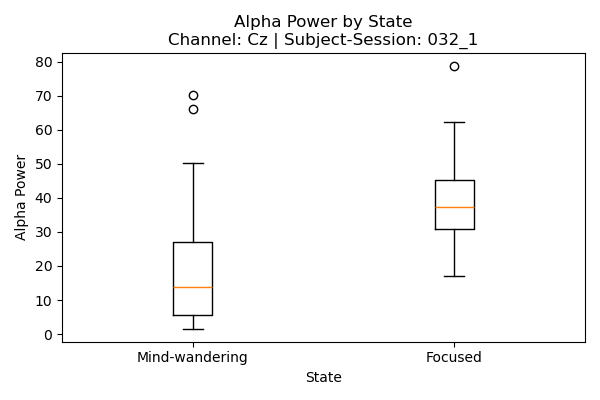 Alpha Power by State
Channel: Cz | Subject-Session: 032_1
80
70
60
50
40
30
20
10
0
Alpha Power
Mind-wandering
Focused
State